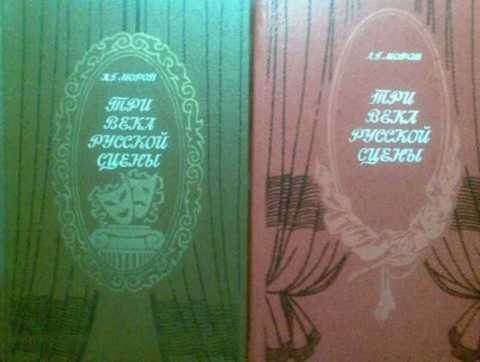 А.Г. МОРОВ
ТРИ
ВЕКА
РУССКОЙ
СЦЕНЫ
А.Г. МОРОВ
ТРИ
ВЕКА
РУССКОЙ
СЦЕНЫ